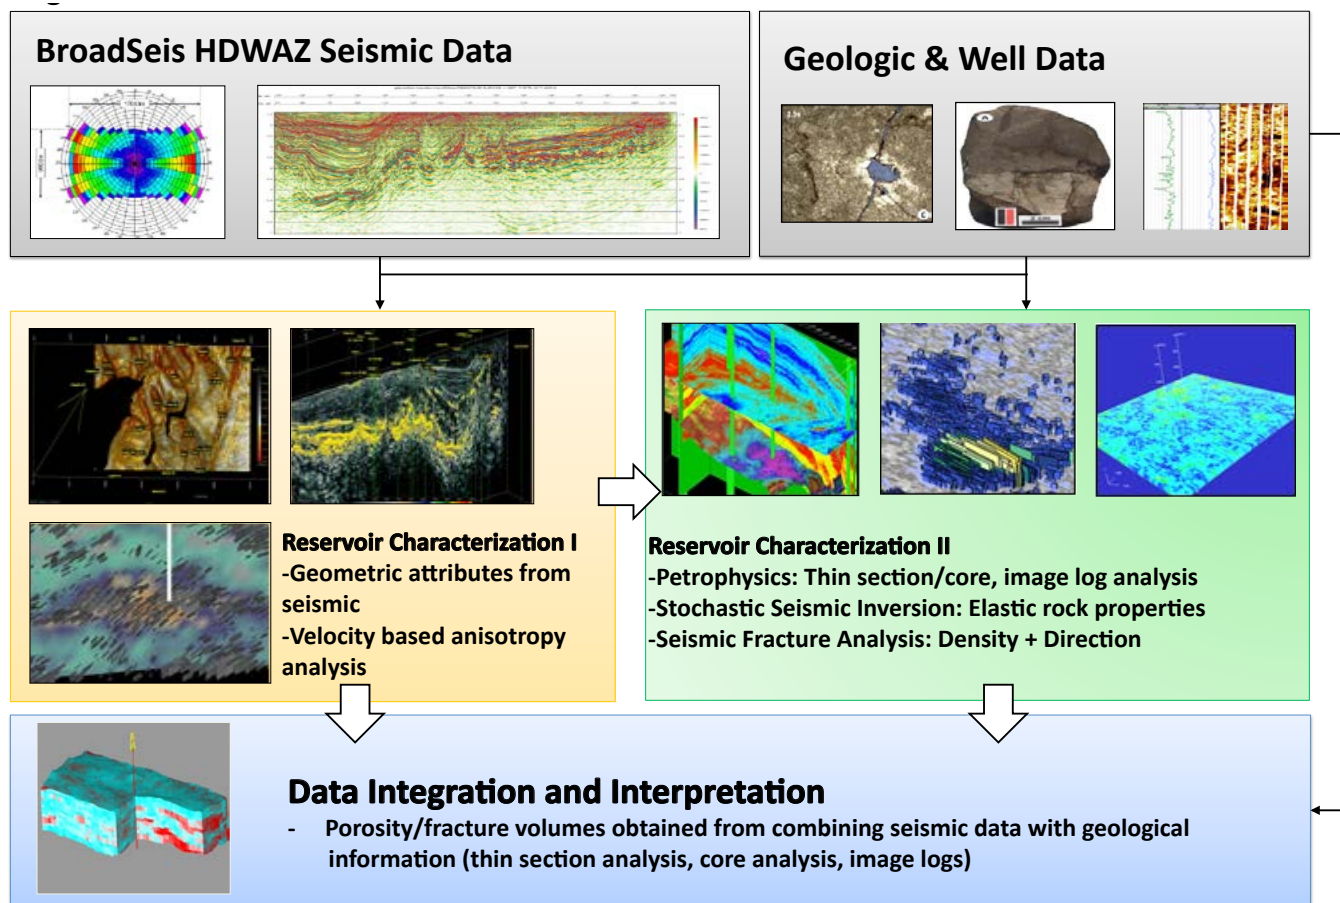 BroadSeis HDWAZ Seismic Data
Geologic & Well Data
2.5x
C
A
Reservoir Characterization I
-Geometric attributes from
seismic
-Velocity based anisotropy
analysis
Reservoir Characterization II
-Petrophysics: Thin section/core, image log analysis
-Stochastic Seismic Inversion: Elastic rock properties
-Seismic Fracture Analysis: Density + Direction
Data Integration and Interpretation
- Porosity/fracture volumes obtained from combining seismic data with geological
information (thin section analysis, core analysis, image logs)